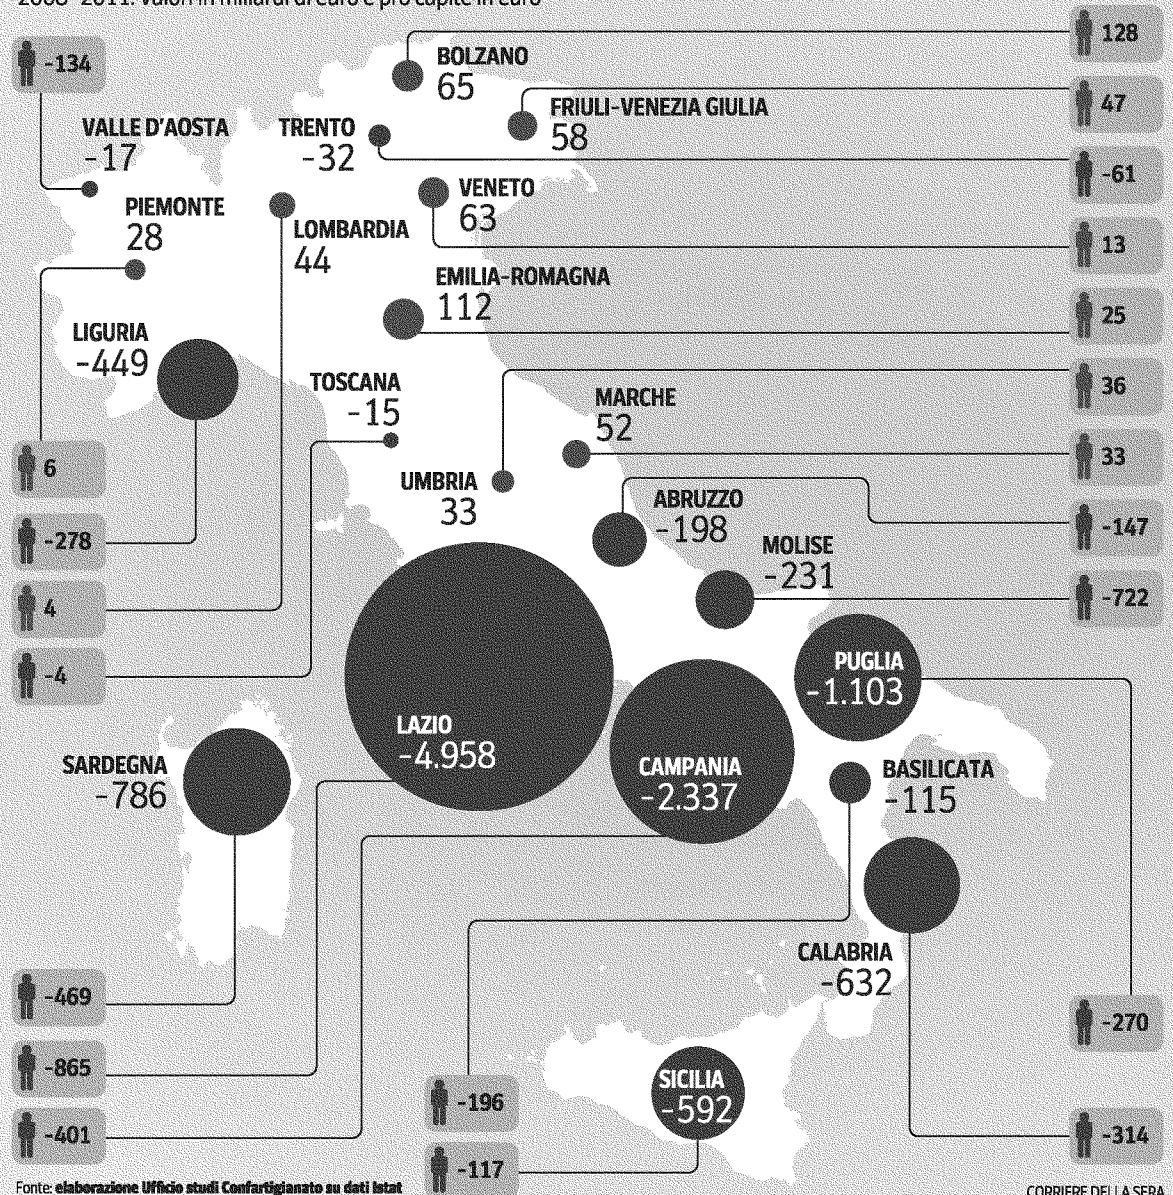 2008-2011. Valori in miliardi di euro e pro capite in euro
-134
BOLZANO
65
128
FRIULI-VENEZIA GIULIA
58
47
VALLE D'AOSTA
-17
TRENTO
-32
-61
PIEMONTE
28
VENETO
63
13
LOMBARDIA
44
EMILIA-ROMAGNA
112
25
LIGURIA
-449
TOSCANA
-15
36
MARCHE
52
33
6
UMBRIA
33
ABRUZZO
-198
-147
-278
MOLISE
-231
4
-722
-4
PUGLIA
-1.103
LAZIO
-4.958
CAMPANIA
-2.337
SARDEGNA
-786
BASILICATA
-115
CALABRIA
-632
-469
-270
-865
-401
-196
SICILIA
-592
-314
-117
Fonte: elaborazione Ufficio studi Confartigianato su dati Istat
CORRIERE DELLA SERA